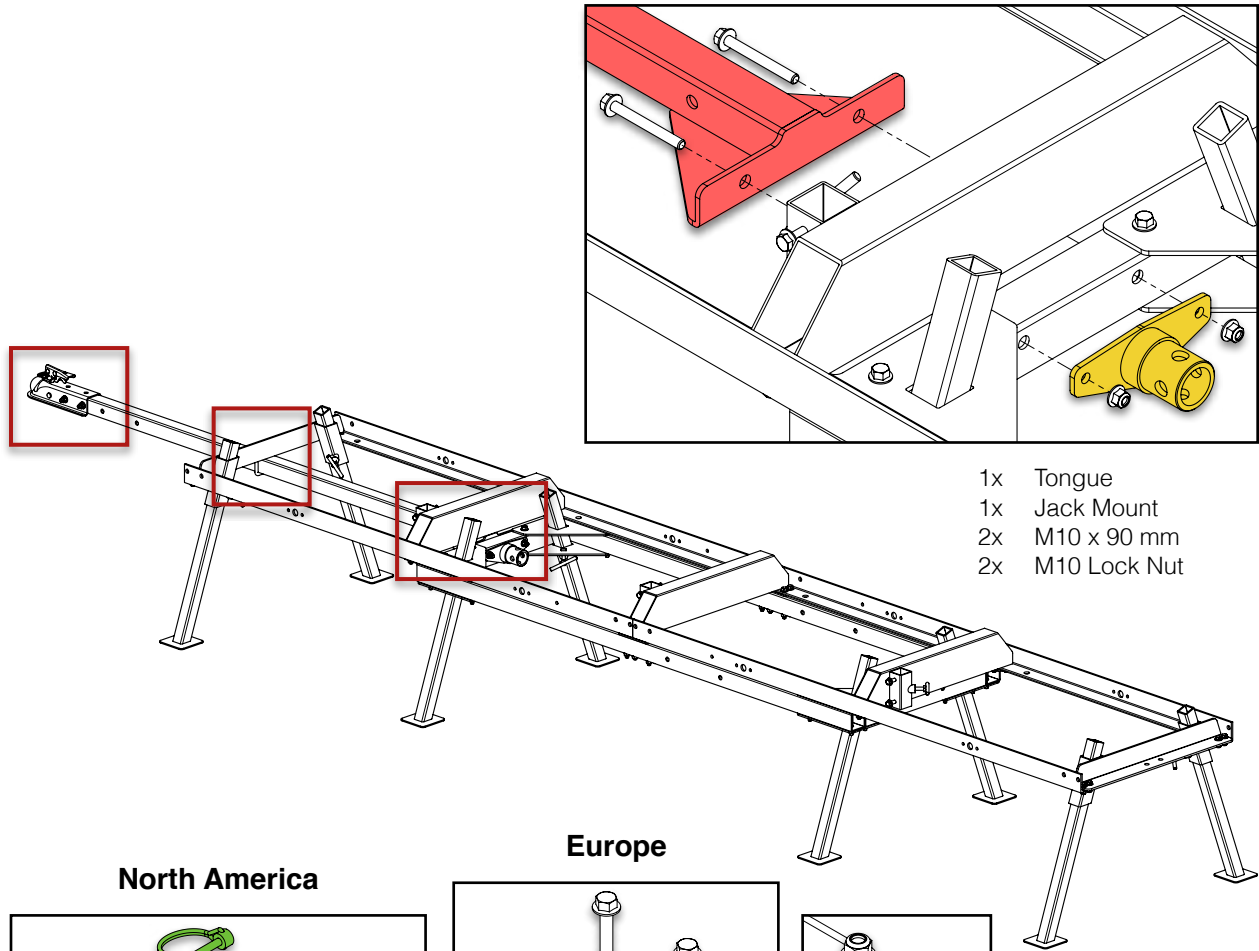 1x Tongue
1x Jack Mount
2x M10 x 90 mm
2x M10 Lock Nut
Europe
North America